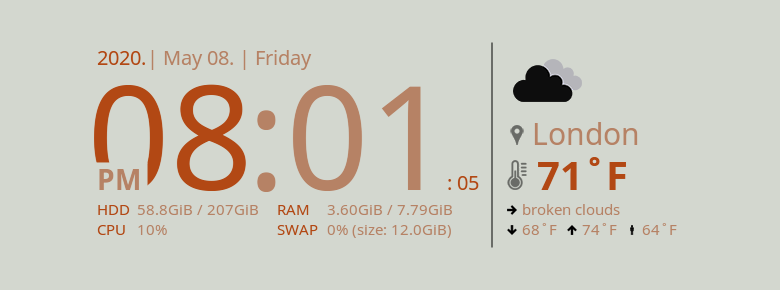 2020.| May 08. | Friday
08:01
PM
: 05
HDD 58.8GiB / 207GiB RAM 3.60GiB / 7.79GiB
CPU 10% SWAP 0% (size: 12.0GiB)
London
71°F
broken clouds
68°F 74°F 64°F